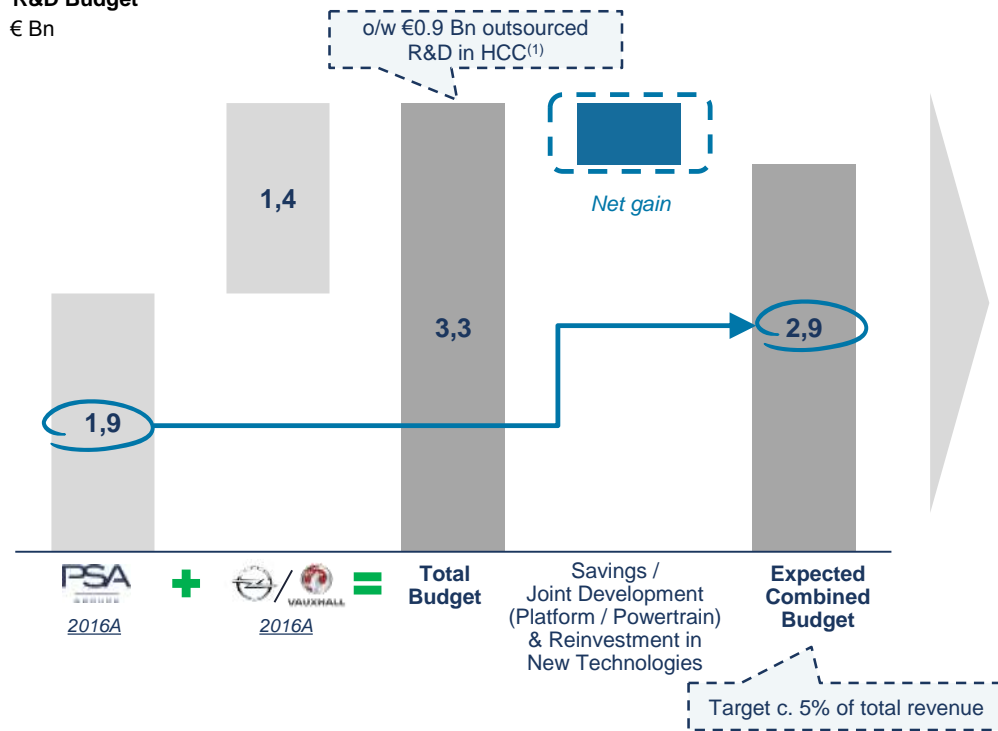 R&D Budget
€ Bn
o/w €0.9 Bn outsourced
R&D in HCC(1)
1,4
Net gain
3,3
2,9
1,9
PSA
GROUPE
+
/
VAUXHALL
=
2016A
2016A
Total
Budget
Savings /
Joint Development
(Platform / Powertrain)
& Reinvestment in
New Technologies
Expected
Combined
Budget
Target c. 5% of total revenue